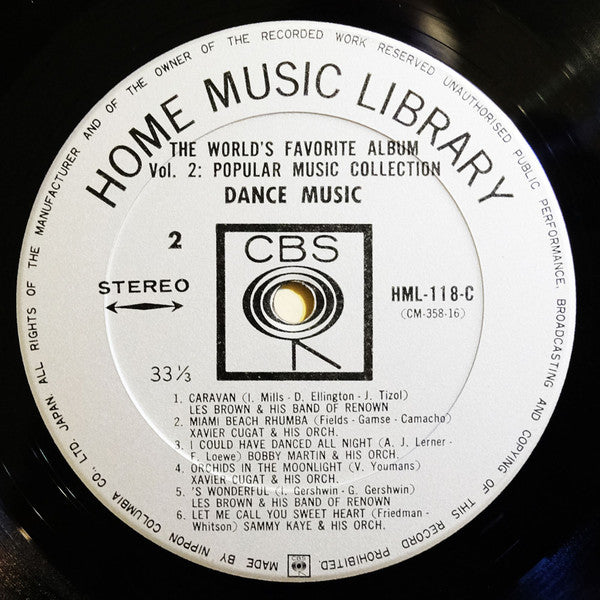 MADE BY NIPPON COLUMBIA CO., LTD. JAPAN. ALL RIGHTS OF THE MANUFACTURER AND OF THE OWNER OF THE RECORDED WORK RESERVED UNAUTHORISED PUBLIC PERFORMANCE, BROADCASTING AND COPYING OF THIS RECORD PROHIBITED.
HOME MUSIC LIBRARY
THE WORLD'S FAVORITE ALBUM
Vol. 2: POPULAR MUSIC COLLECTION
DANCE MUSIC
2
CBS
STEREO
HML-118-C
(CM-358-16)
33⅓
1. CARAVAN (I. Mills - D. Ellington - J. Tizol)
LES BROWN & HIS BAND OF RENOWN
2. MIAMI BEACH RHUMBA (Fields - Gamse - Camacho)
XAVIER CUGAT & HIS ORCH.
3. I COULD HAVE DANCED ALL NIGHT (A. J. Lerner -
F. Loewe) BOBBY MARTIN & HIS ORCH.
4. ORCHIDS IN THE MOONLIGHT (V. Youmans)
XAVIER CUGAT & HIS ORCH.
5. 'S WONDERFUL (I. Gershwin - G. Gershwin)
LES BROWN & HIS BAND OF RENOWN
6. LET ME CALL YOU SWEET HEART (Friedman -
Whitson) SAMMY KAYE & HIS ORCH.
CBS